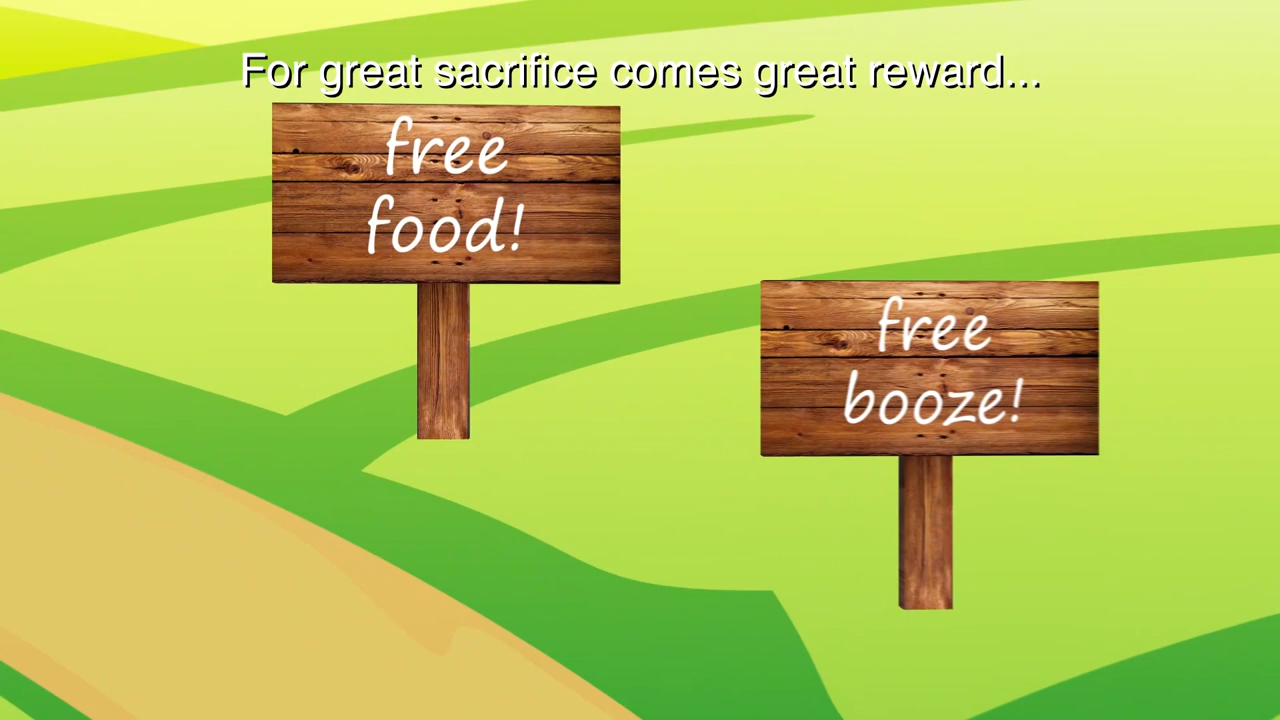 For great sacrifice comes great reward...
free
food!
free
booze!